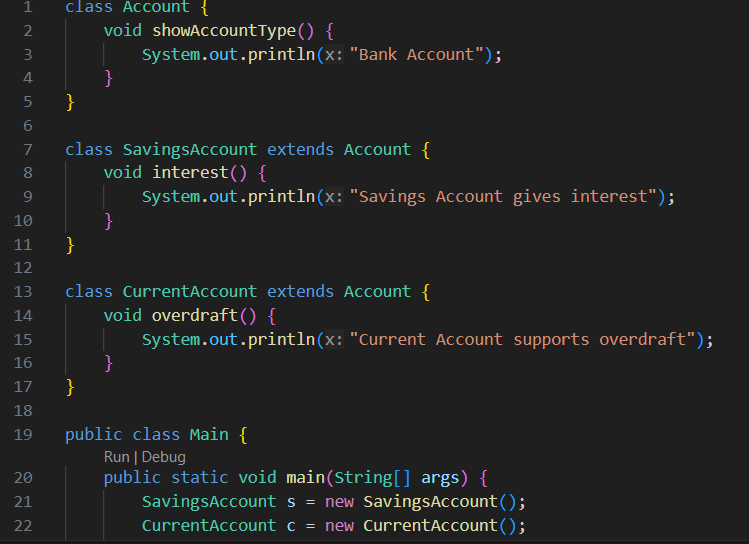 1 class Account {
2 void showAccountType() {
3 System.out.println(x: "Bank Account");
4 }
5 }
6
7 class SavingsAccount extends Account {
8 void interest() {
9 System.out.println(x: "Savings Account gives interest");
10 }
11 }
12
13 class CurrentAccount extends Account {
14 void overdraft() {
15 System.out.println(x: "Current Account supports overdraft");
16 }
17 }
18
19 public class Main {
Run | Debug
20 public static void main(String[] args) {
21 SavingsAccount s = new SavingsAccount();
22 CurrentAccount c = new CurrentAccount();